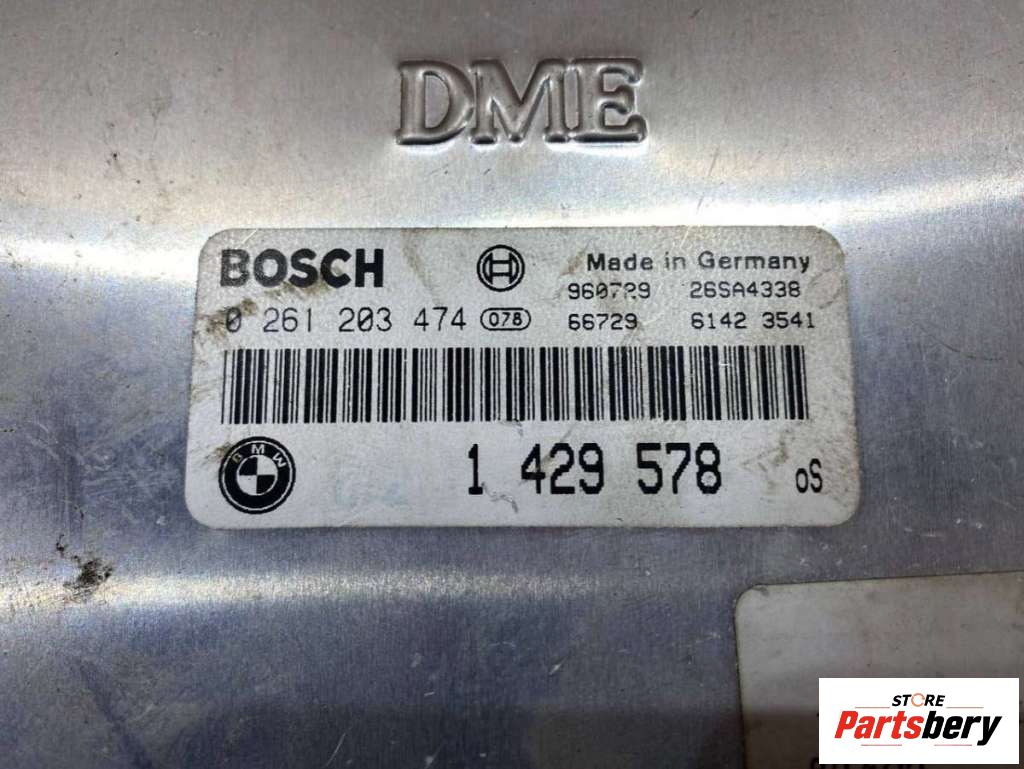 DME
BOSCH Made in Germany
960729 26SA4338
0 261 203 474 078 66729 6142 3541
BMW 1 429 578 oS
STORE
Partsbery